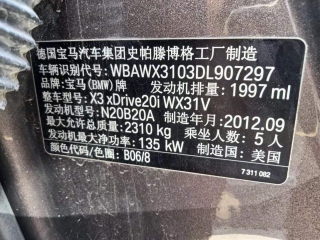 德国宝马汽车集团史帕滕博格工厂制造
车辆识别代号 WBAWX3103DL907297
品牌：宝马(BMW)牌 发动机排量：1997 ml
整车型号：X3 xDrive20i WX31V
发动机型号：N20B20A 制造年月：2012.09
最大允许总质量：2310 kg 乘坐人数：5 人
发动机最大净功率：135 kW 制造国：美国
颜色代码/色圈：B06/8
7 311 082